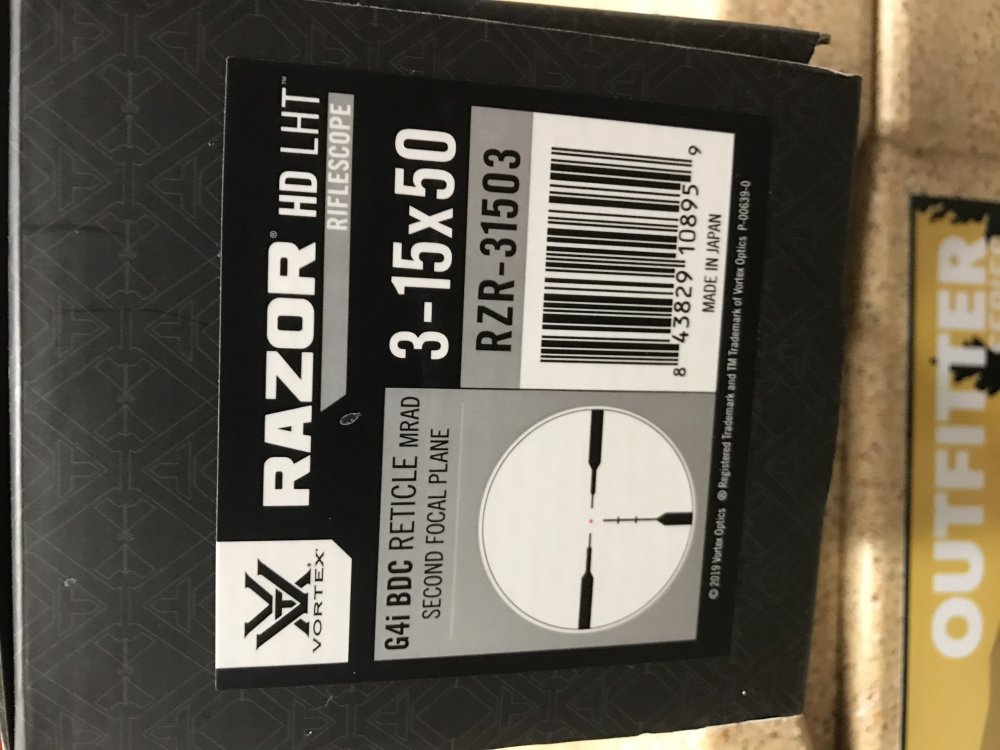 VORTEX®
RAZOR® HD LHT™
RIFLESCOPE
3-15x50
G4i BDC RETICLE MRAD
SECOND FOCAL PLANE
RZR-31503
8 43829 10895 9
MADE IN JAPAN
© 2019 Vortex Optics ® Registered Trademark and TM Trademark of Vortex Optics P-00639-0
OUTFITTER